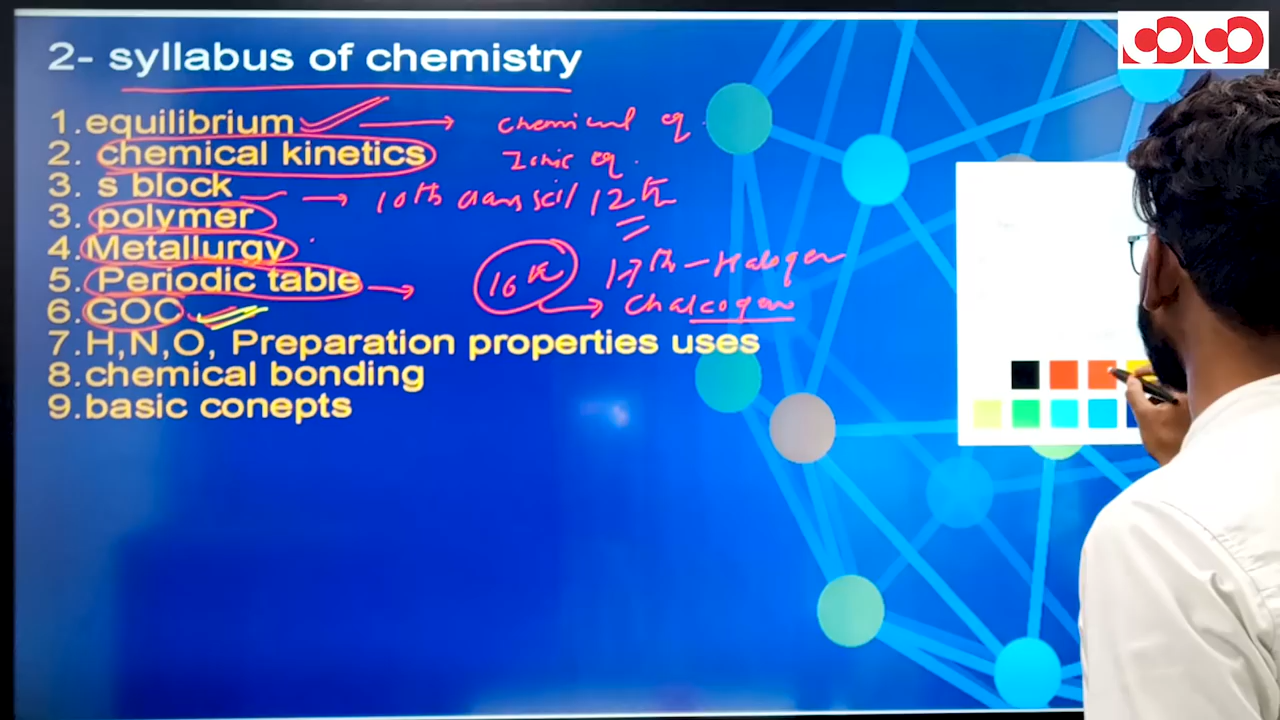 2- syllabus of chemistry
1.equilibrium → chemical eq.
2. chemical kinetics Ionic eq.
3. s block → 10th 12th
3. polymer
4.Metallurgy
5. Periodic table → 16th 17th - Halogen
6.GOC → Chalcogen
7.H,N,O, Preparation properties uses
8.chemical bonding
9.basic conepts